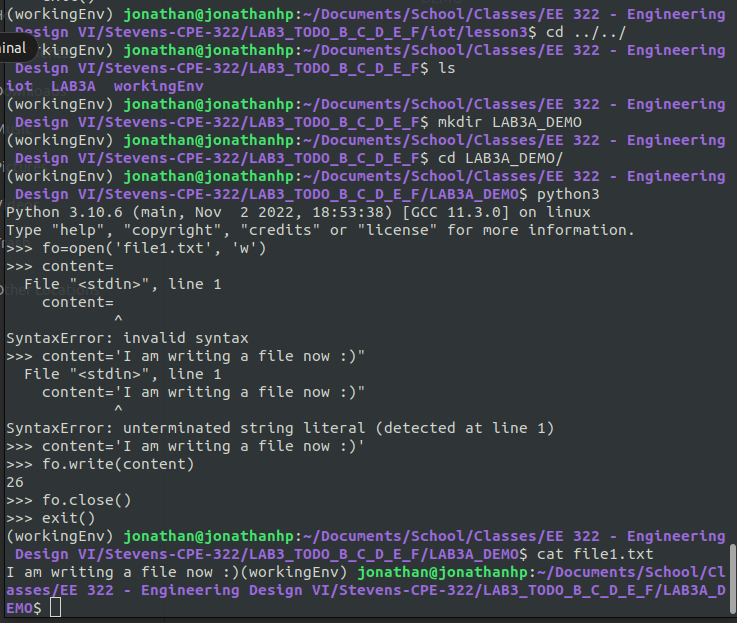 (workingEnv) jonathan@jonathanhp:~/Documents/School/Classes/EE 322 - Engineering
Design VI/Stevens-CPE-322/LAB3_TODO_B_C_D_E_F/iot/lesson3$ cd ../../
inal kingEnv) jonathan@jonathanhp:~/Documents/School/Classes/EE 322 - Engineering
Design VI/Stevens-CPE-322/LAB3_TODO_B_C_D_E_F$ ls
iot  LAB3A  workingEnv
(workingEnv) jonathan@jonathanhp:~/Documents/School/Classes/EE 322 - Engineering
Design VI/Stevens-CPE-322/LAB3_TODO_B_C_D_E_F$ mkdir LAB3A_DEMO
(workingEnv) jonathan@jonathanhp:~/Documents/School/Classes/EE 322 - Engineering
Design VI/Stevens-CPE-322/LAB3_TODO_B_C_D_E_F$ cd LAB3A_DEMO/
(workingEnv) jonathan@jonathanhp:~/Documents/School/Classes/EE 322 - Engineering
Design VI/Stevens-CPE-322/LAB3_TODO_B_C_D_E_F/LAB3A_DEMO$ python3
Python 3.10.6 (main, Nov  2 2022, 18:53:38) [GCC 11.3.0] on linux
Type "help", "copyright", "credits" or "license" for more information.
>>> fo=open('file1.txt', 'w')
>>> content=
  File "<stdin>", line 1
    content=
            ^
SyntaxError: invalid syntax
>>> content='I am writing a file now :)"
  File "<stdin>", line 1
    content='I am writing a file now :)"
            ^
SyntaxError: unterminated string literal (detected at line 1)
>>> content='I am writing a file now :)'
>>> fo.write(content)
26
>>> fo.close()
>>> exit()
(workingEnv) jonathan@jonathanhp:~/Documents/School/Classes/EE 322 - Engineering
Design VI/Stevens-CPE-322/LAB3_TODO_B_C_D_E_F/LAB3A_DEMO$ cat file1.txt
I am writing a file now :)(workingEnv) jonathan@jonathanhp:~/Documents/School/Cl
asses/EE 322 - Engineering Design VI/Stevens-CPE-322/LAB3_TODO_B_C_D_E_F/LAB3A_D
EMO$